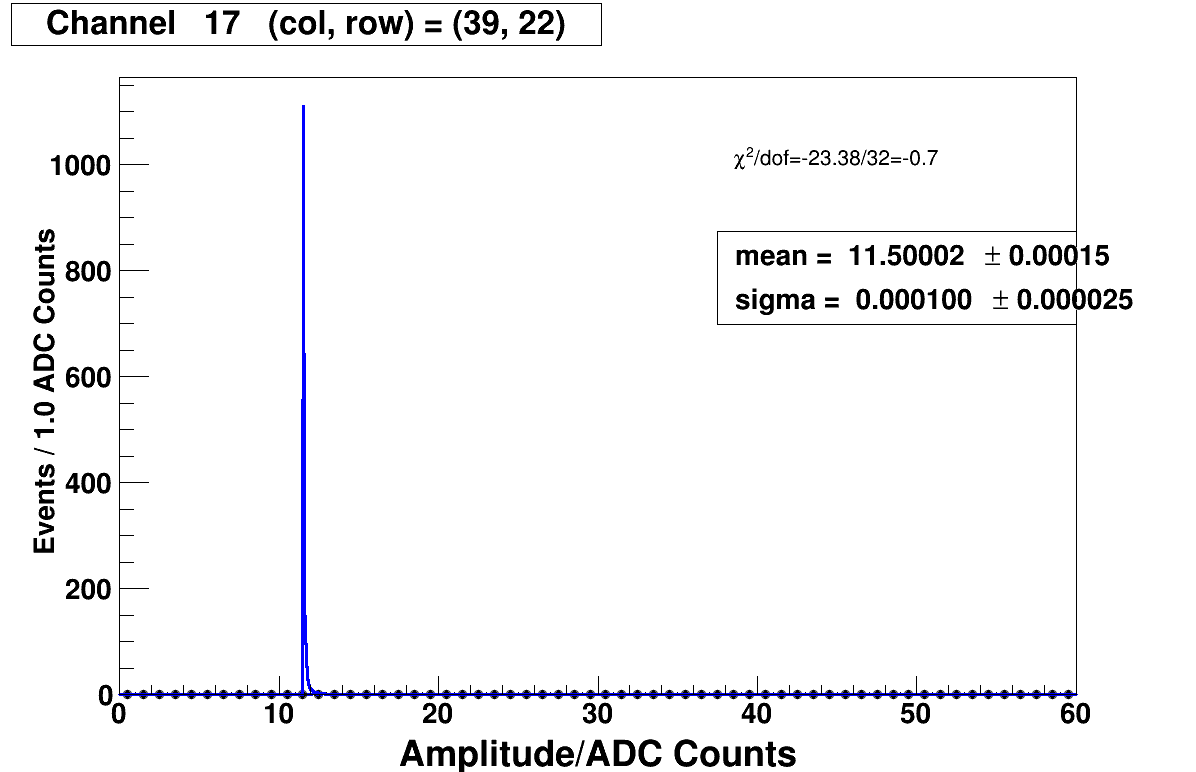 Channel 17 (col, row) = (39, 22)
χ²/dof=-23.38/32=-0.7
mean = 11.50002 ± 0.00015
sigma = 0.000100 ± 0.000025
Events / 1.0 ADC Counts
1000
800
600
400
200
0
0 10 20 30 40 50 60
Amplitude/ADC Counts